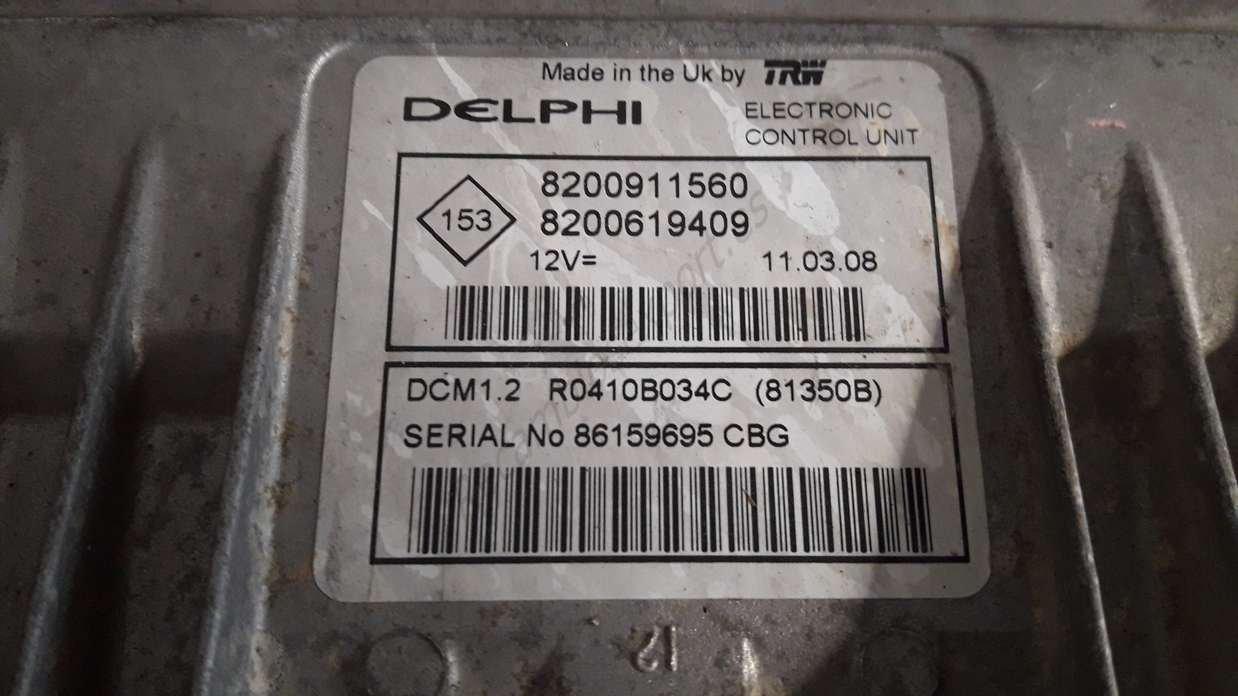 Made in the Uk by TRW
DELPHI
ELECTRONIC
CONTROL UNIT
153
8200911560
8200619409
12V= 11.03.08
DCM1.2 R0410B034C (81350B)
SERIAL No 86159695 CBG
12